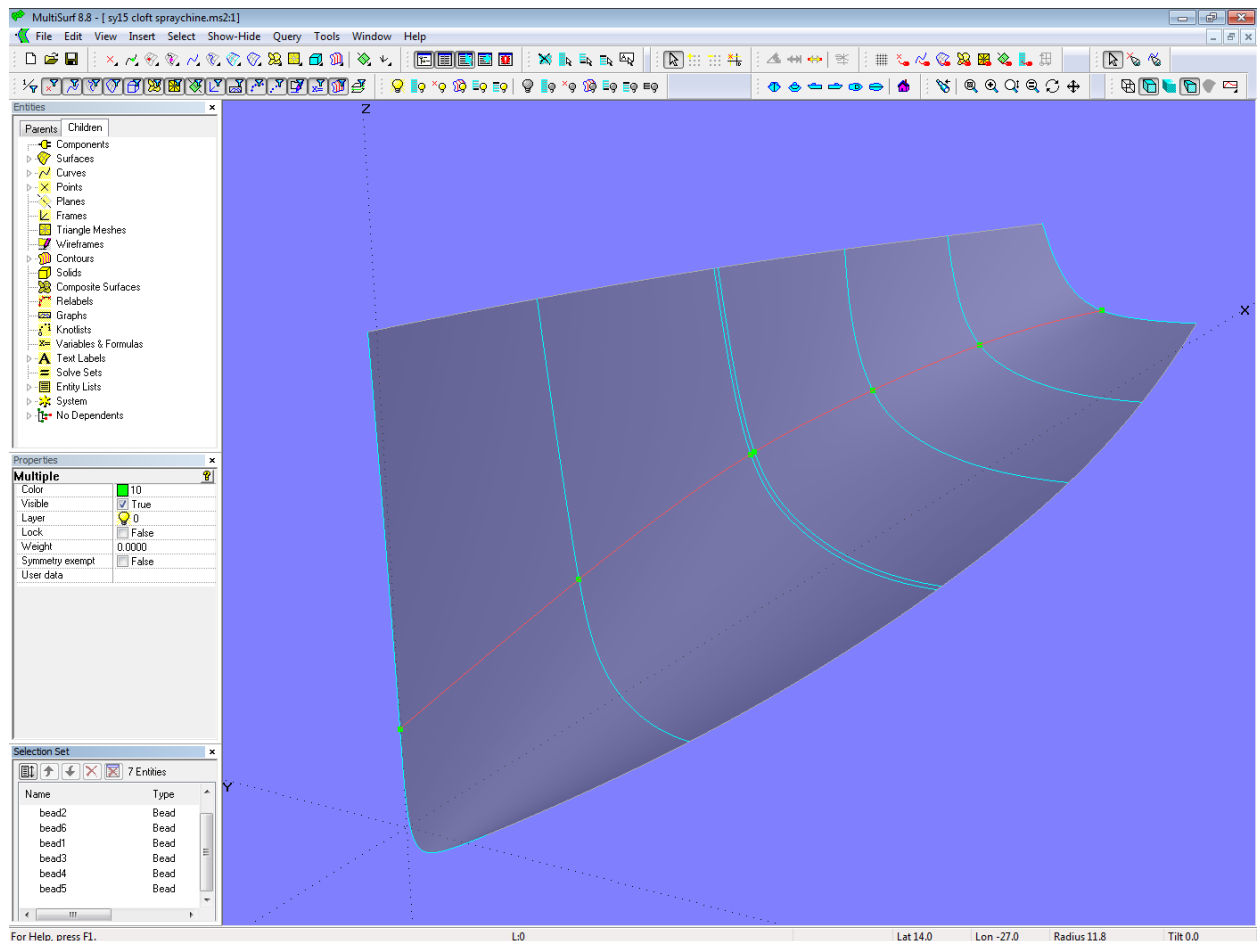 MultiSurf 8.8 - [ sy15 cloft spraychine.ms2:1]
File Edit View Insert Select Show-Hide Query Tools Window Help
Entities
Parents Children
Components
Surfaces
Curves
Points
Planes
Frames
Triangle Meshes
Wireframes
Contours
Solids
Composite Surfaces
Relabels
Graphs
Knotlists
Variables & Formulas
Text Labels
Solve Sets
Entity Lists
System
No Dependents
Properties
Multiple
Color 10
Visible True
Layer 0
Lock False
Weight 0.0000
Symmetry exempt False
User data
Selection Set
7 Entities
Name Type
bead2 Bead
bead6 Bead
bead1 Bead
bead3 Bead
bead4 Bead
bead5 Bead
Z
X
Y
For Help, press F1. L:0 Lat 14.0 Lon -27.0 Radius 11.8 Tilt 0.0